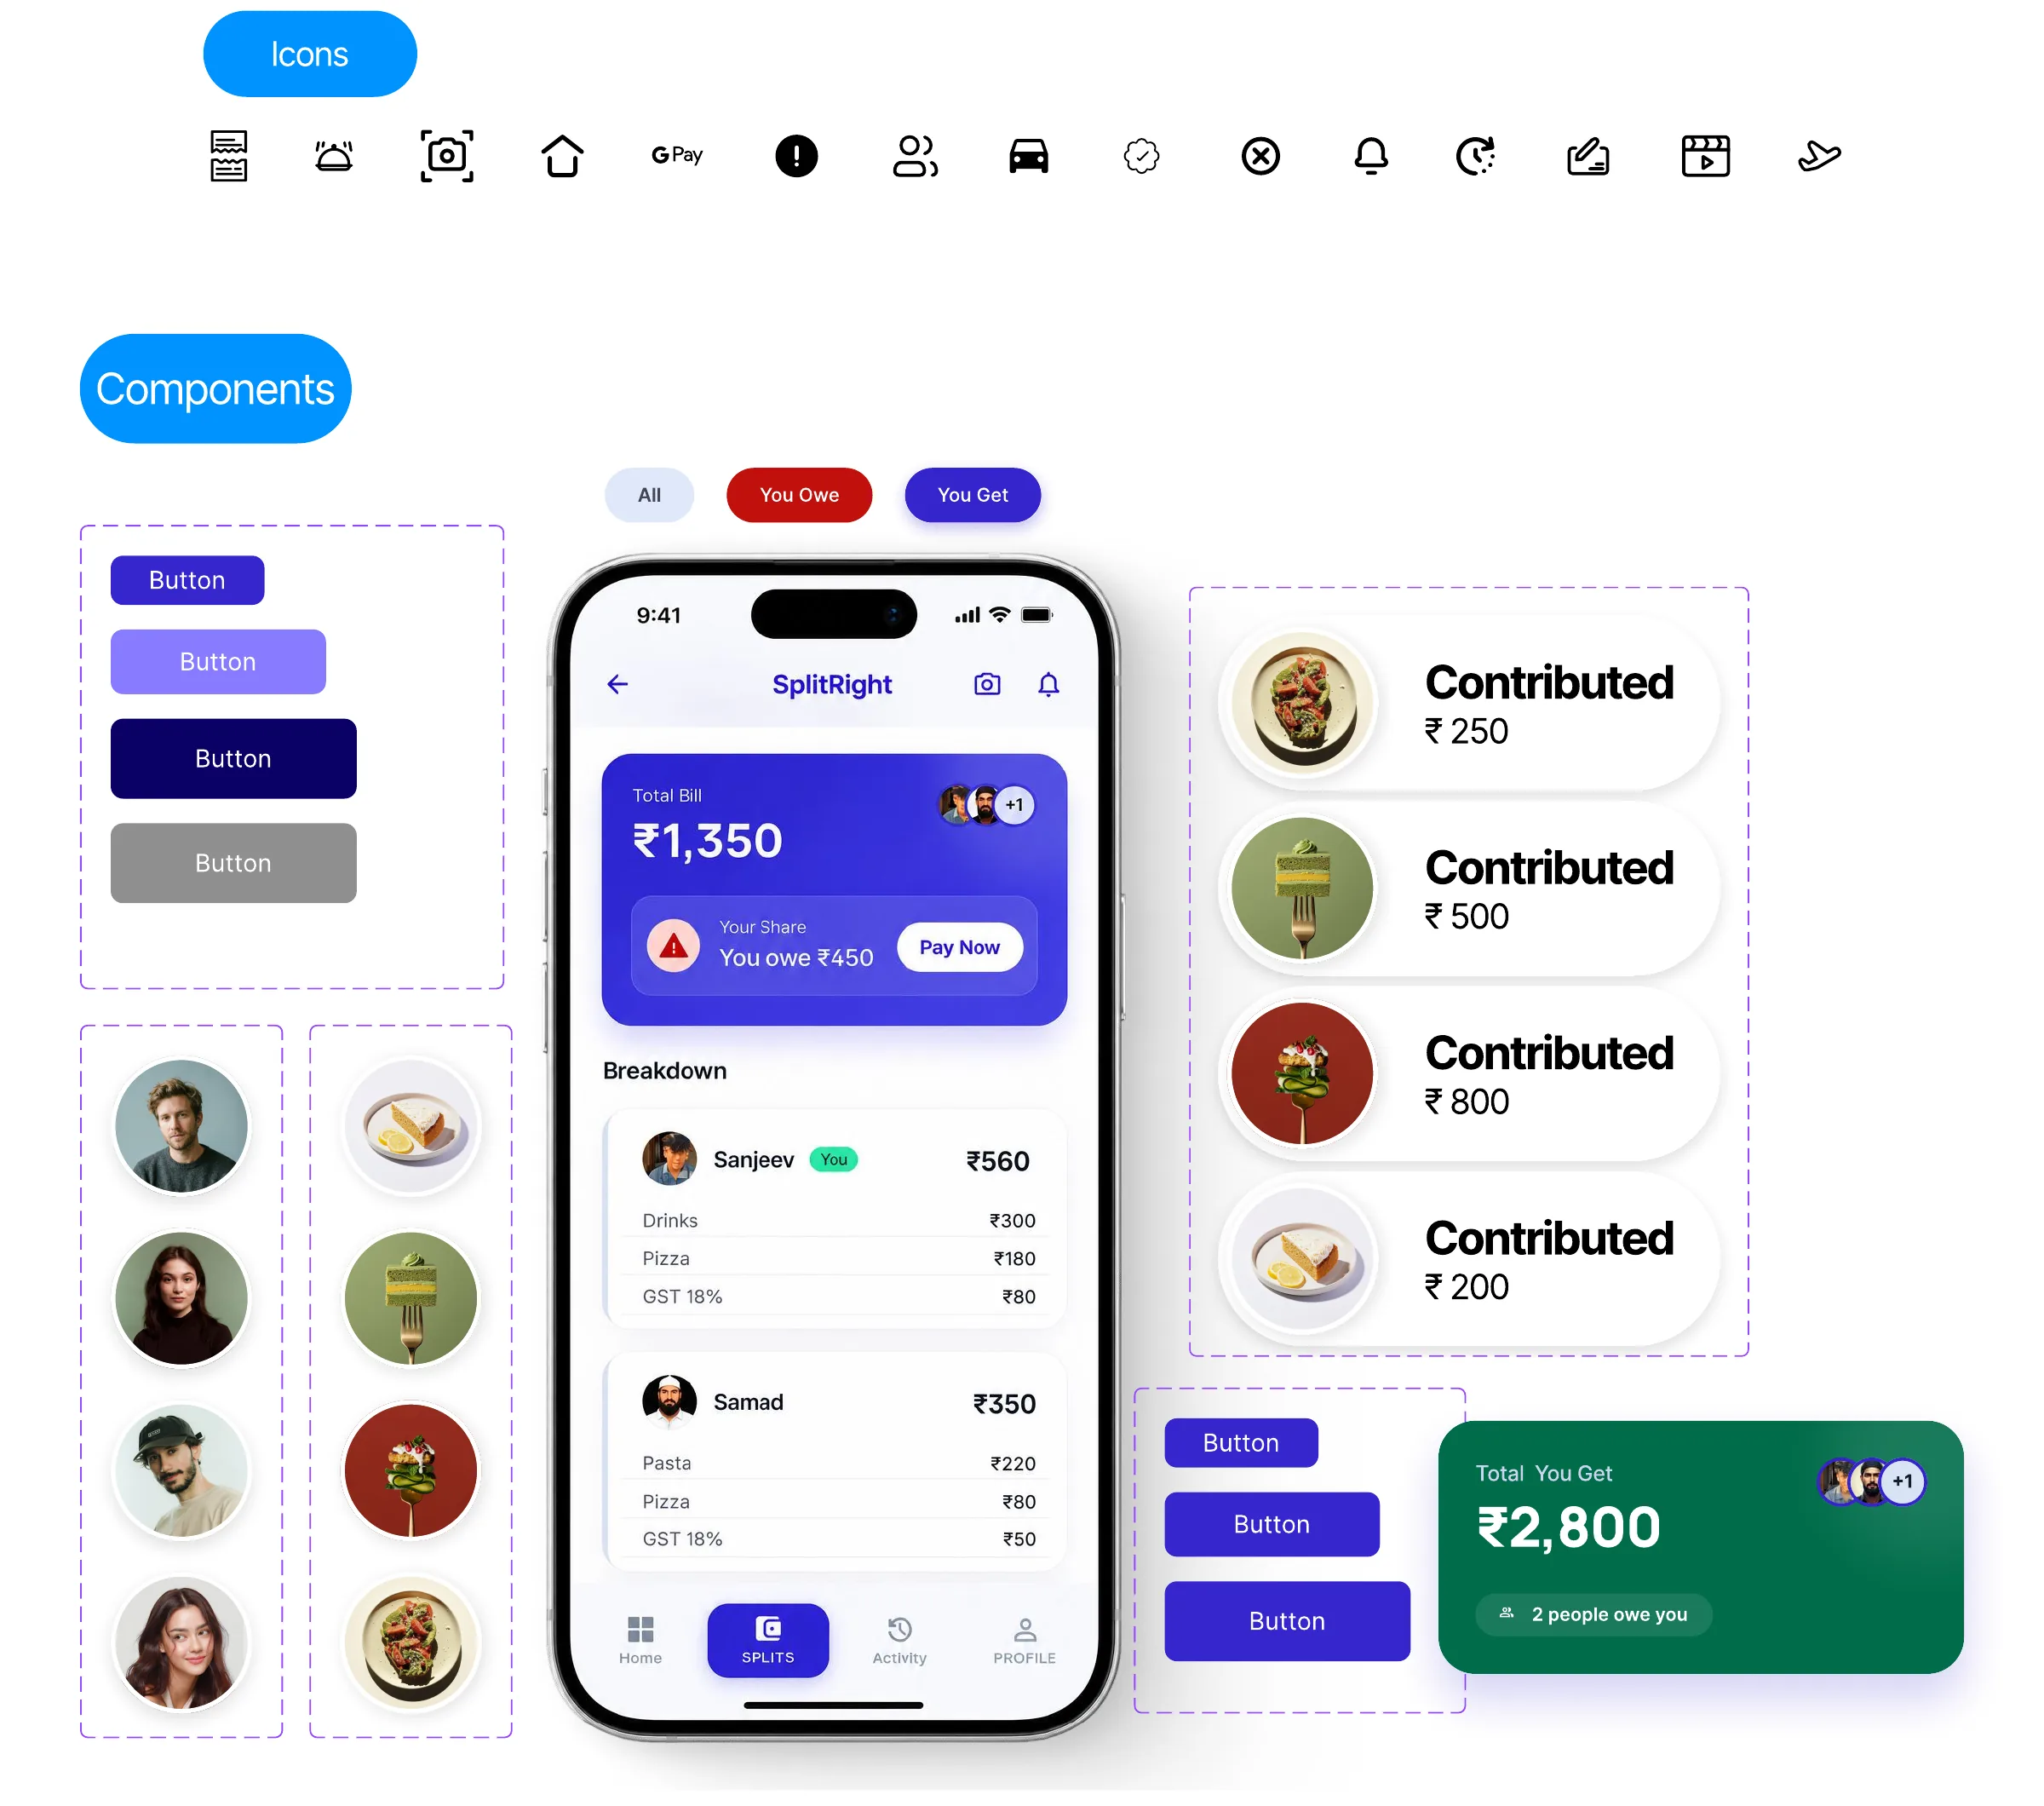 Icons
G Pay
Components
All
You Owe
You Get
Button
Button
Button
Button
9:41
SplitRight
Total Bill
+1
₹1,350
Your Share
You owe ₹450
Pay Now
Breakdown
Sanjeev You ₹560
Drinks ₹300
Pizza ₹180
GST 18% ₹80
Samad ₹350
Pasta ₹220
Pizza ₹80
GST 18% ₹50
Home
SPLITS
Activity
PROFILE
Contributed
₹ 250
Contributed
₹ 500
Contributed
₹ 800
Contributed
₹ 200
Button
Button
Button
Total You Get
+1
₹2,800
2 people owe you